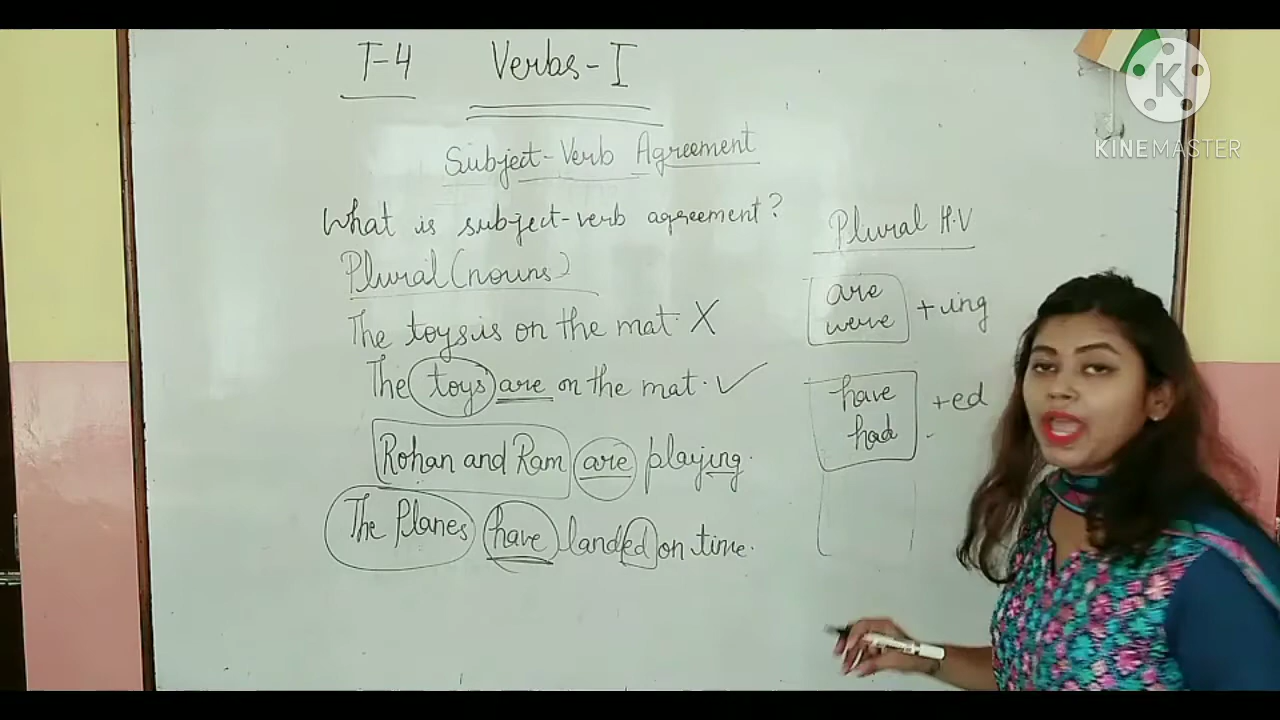 T-4 Verbs-I
Subject-Verb Agreement
What is subject-verb agreement?
Plural (nouns)
The toys is on the mat X
The toys are on the mat. ✓
Rohan and Ram are playing.
The Planes have landed on time.
Plural H.V
are
were
+ing
have
had
+ed
K
KINEMASTER